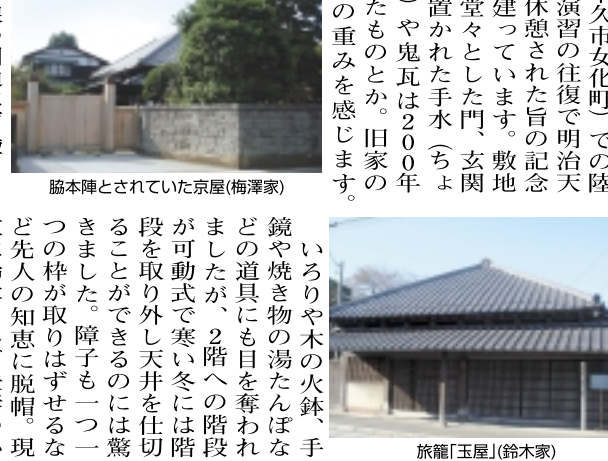 久市女化町）での陸
演習の往復で明治天
休憩された旨の記念
建っています。敷地
堂々とした門、玄関
置かれた手水（ちょ
）や鬼瓦は２００年
たものとか。旧家の
の重みを感じます。
脇本陣とされていた京屋(梅澤家)
いろりや木の火鉢、手
鏡や焼き物の湯たんぽな
どの道具にも目を奪われ
ましたが、２階への階段
が可動式で寒い冬には階
段を取り外し天井を仕切
ることができるのには驚
きました。障子も一つ一
つの枠が取りはずせるな
ど先人の知恵に脱帽。現
旅籠｢玉屋｣(鈴木家)